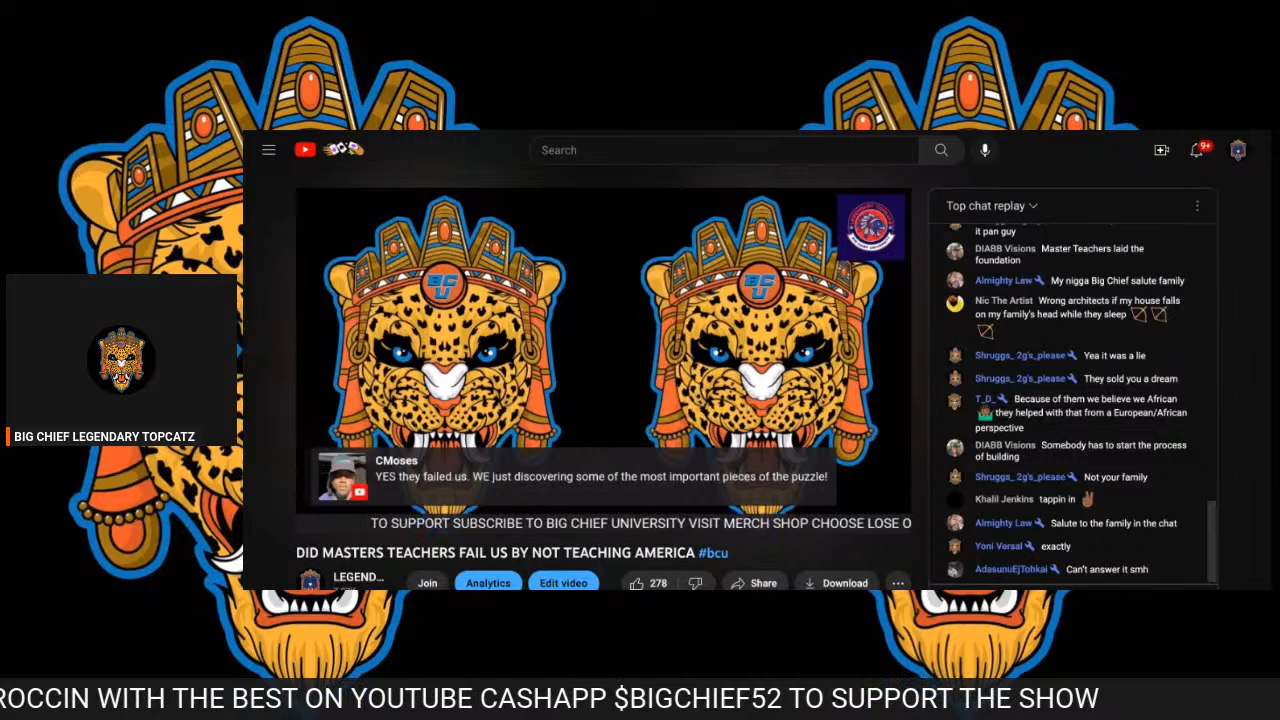 Search
9+
Top chat replay
it pan guy
DIABB Visions Master Teachers laid the
foundation
Almighty Law My nigga Big Chief salute family
Nic The Artist Wrong architects if my house falls
on my family's head while they sleep
Shruggs_ 2g's_please Yea it was a lie
Shruggs_ 2g's_please They sold you a dream
T_D_ Because of them we believe we African
they helped with that from a European/African
perspective
DIABB Visions Somebody has to start the process
of building
Shruggs_ 2g's_please Not your family
Khalil Jenkins tappin in
Almighty Law Salute to the family in the chat
Yoni Versal exactly
AdasunuEjTohkai Can't answer it smh
BCU
BCU
BIG CHIEF LEGENDARY TOPCATZ
CMoses
YES they failed us. WE just discovering some of the most important pieces of the puzzle!
TO SUPPORT SUBSCRIBE TO BIG CHIEF UNIVERSITY VISIT MERCH SHOP CHOOSE LOSE O
DID MASTERS TEACHERS FAIL US BY NOT TEACHING AMERICA #bcu
LEGEND...
Join
Analytics
Edit video
278
Share
Download
ROCCIN WITH THE BEST ON YOUTUBE CASHAPP $BIGCHIEF52 TO SUPPORT THE SHOW